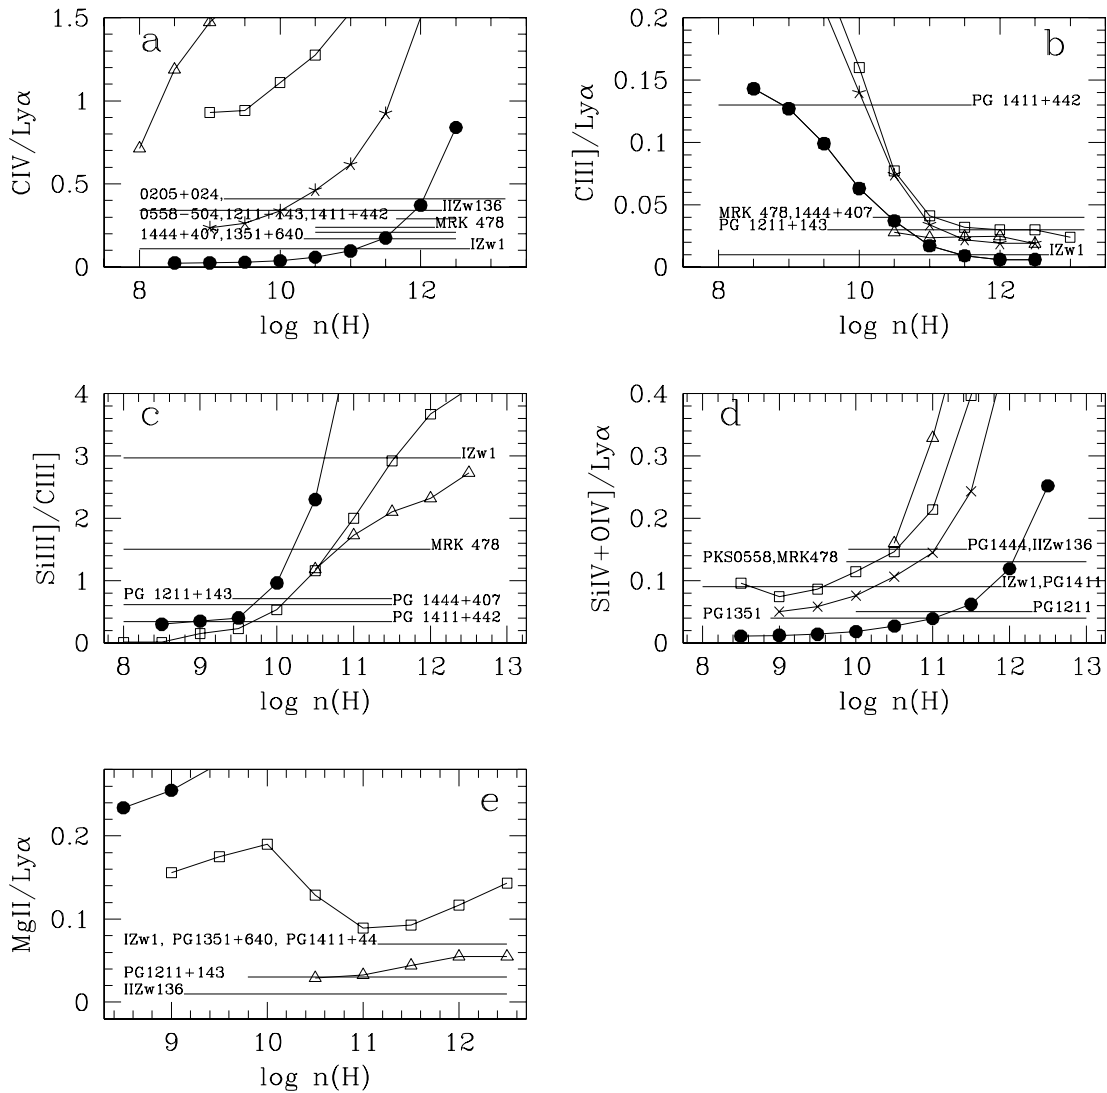 a
CIV/Lyα
1.5
1
0.5
0
0205+024,
IIZw136
0558−504,1211+143,1411+442
MRK 478
1444+407,1351+640
IZw1
8 10 12
log n(H)
b
CIII]/Lyα
0.2
0.15
0.1
0.05
0
PG 1411+442
MRK 478,1444+407
PG 1211+143
IZw1
8 10 12
log n(H)
c
SiIII]/CIII]
4
3
2
1
0
IZw1
MRK 478
PG 1211+143
PG 1444+407
PG 1411+442
8 9 10 11 12 13
log n(H)
d
SiIV+OIV]/Lyα
0.4
0.3
0.2
0.1
0
PG1444,IIZw136
PKS0558,MRK478
IZw1,PG1411
PG1351
PG1211
8 9 10 11 12 13
log n(H)
e
MgII/Lyα
0.2
0.1
0
IZw1, PG1351+640, PG1411+44
PG1211+143
IIZw136
9 10 11 12
log n(H)